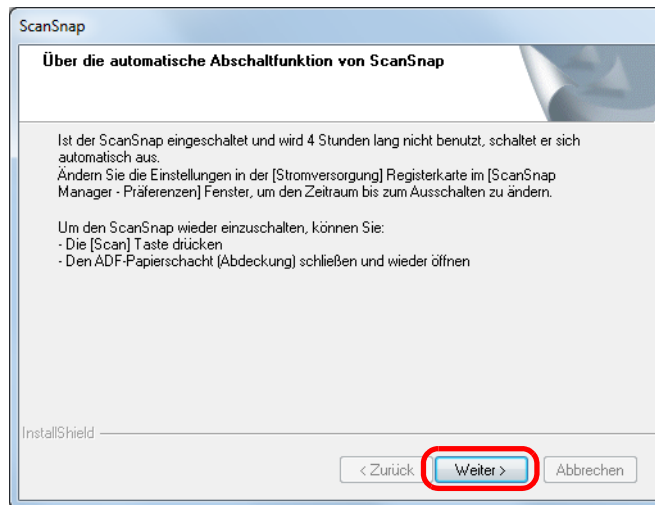 ScanSnap
Über die automatische Abschaltfunktion von ScanSnap
Ist der ScanSnap eingeschaltet und wird 4 Stunden lang nicht benutzt, schaltet er sich
automatisch aus.
Ändern Sie die Einstellungen in der [Stromversorgung] Registerkarte im [ScanSnap
Manager - Präferenzen] Fenster, um den Zeitraum bis zum Ausschalten zu ändern.
Um den ScanSnap wieder einzuschalten, können Sie:
- Die [Scan] Taste drücken
- Den ADF-Papierschacht (Abdeckung) schließen und wieder öffnen
InstallShield
< Zurück Weiter > Abbrechen